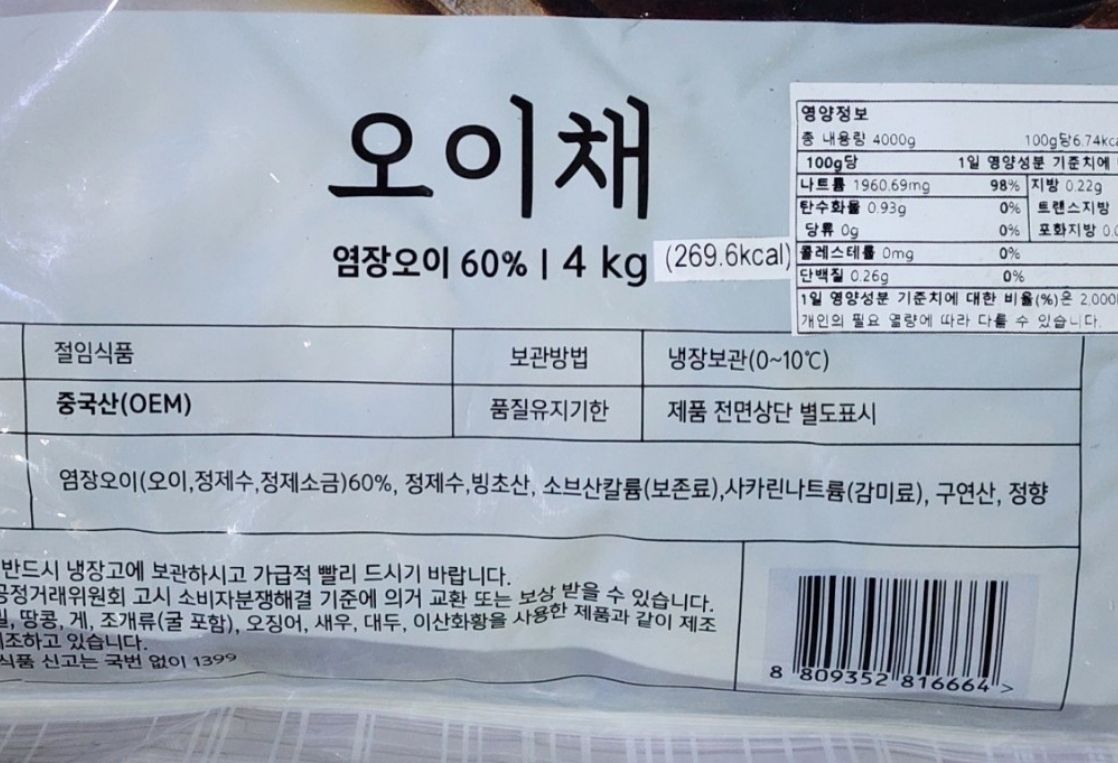 오이채
염장오이 60% | 4 kg (269.6kcal)
영양정보
총 내용량 4000g 100g당6.74kca
100g당 1일 영양성분 기준치에
나트륨 1960.69mg 98% 지방 0.22g
탄수화물 0.93g 0% 트랜스지방
당류 0g 0% 포화지방 0.0
콜레스테롤 0mg 0%
단백질 0.26g 0%
1일 영양성분 기준치에 대한 비율(%)은 2,000
개인의 필요 열량에 따라 다를 수 있습니다.
절임식품 보관방법 냉장보관(0~10℃)
중국산(OEM) 품질유지기한 제품 전면상단 별도표시
염장오이(오이,정제수,정제소금)60%, 정제수,빙초산, 소브산칼륨(보존료),사카린나트륨(감미료), 구연산, 정향
반드시 냉장고에 보관하시고 가급적 빨리 드시기 바랍니다.
공정거래위원회 고시 소비자분쟁해결 기준에 의거 교환 또는 보상 받을 수 있습니다.
밀, 땅콩, 게, 조개류(굴 포함), 오징어, 새우, 대두, 이산화황을 사용한 제품과 같이 제조
제조하고 있습니다.
식품 신고는 국번 없이 1399
8 809352 816664 >